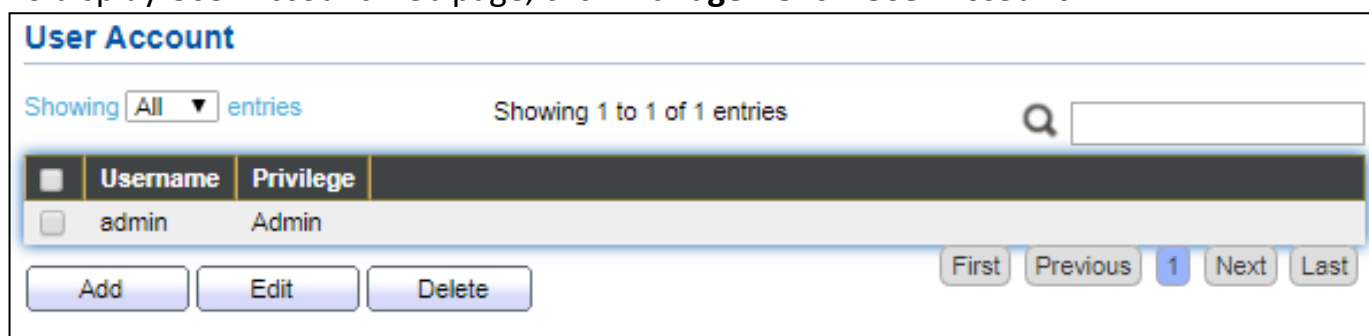 User Account
Showing All ▼ entries Showing 1 to 1 of 1 entries
Username Privilege
admin Admin
First Previous 1 Next Last
Add Edit Delete